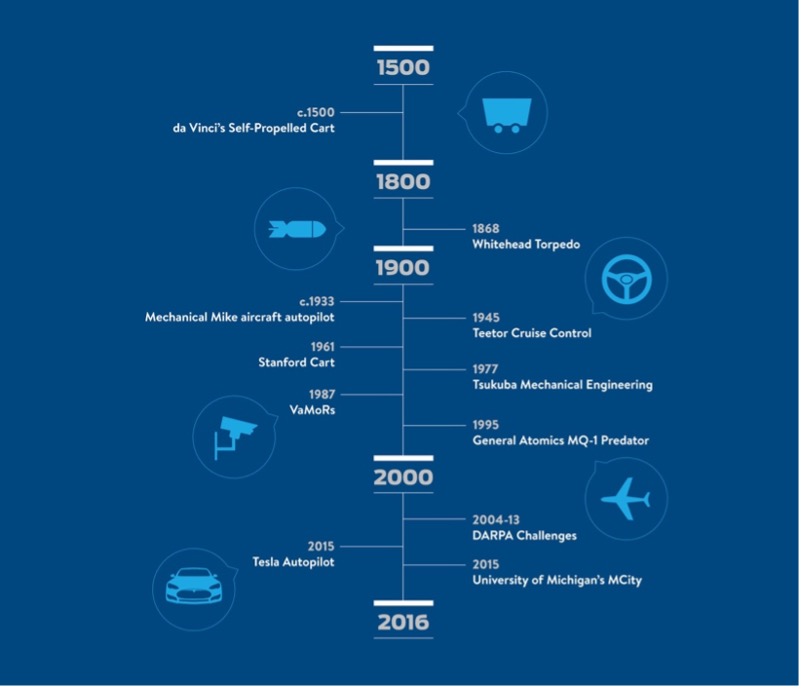 1500
c.1500
da Vinci's Self-Propelled Cart
1800
1868
Whitehead Torpedo
1900
c.1933
Mechanical Mike aircraft autopilot
1945
Teetor Cruise Control
1961
Stanford Cart
1977
Tsukuba Mechanical Engineering
1987
VaMoRs
1995
General Atomics MQ-1 Predator
2000
2004-13
DARPA Challenges
2015
Tesla Autopilot
2015
University of Michigan's MCity
2016